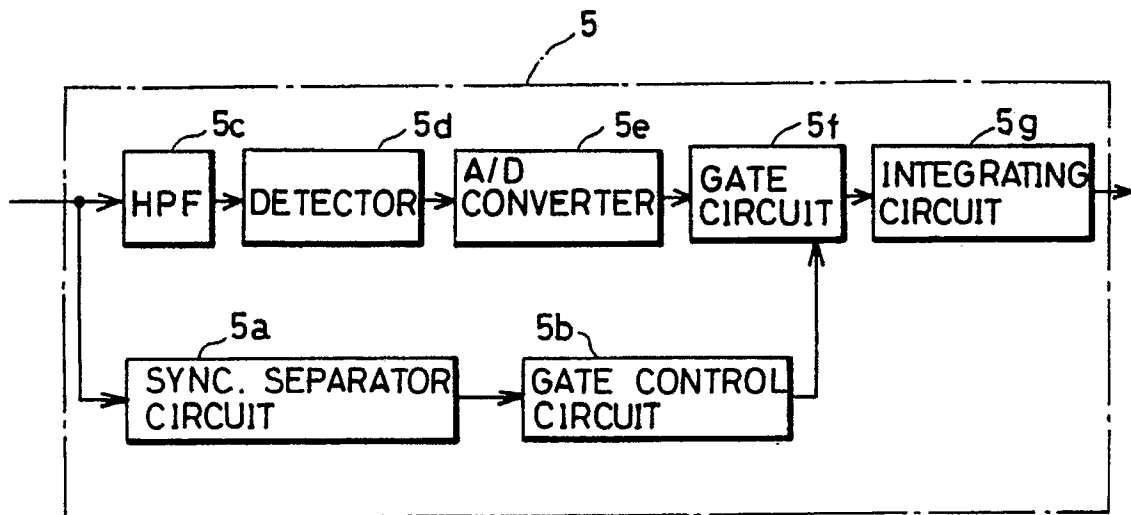 5
5c
5d
5e
5f
5g
HPF
DETECTOR
A/D
CONVERTER
GATE
CIRCUIT
INTEGRATING
CIRCUIT
5a
5b
SYNC. SEPARATOR
CIRCUIT
GATE CONTROL
CIRCUIT